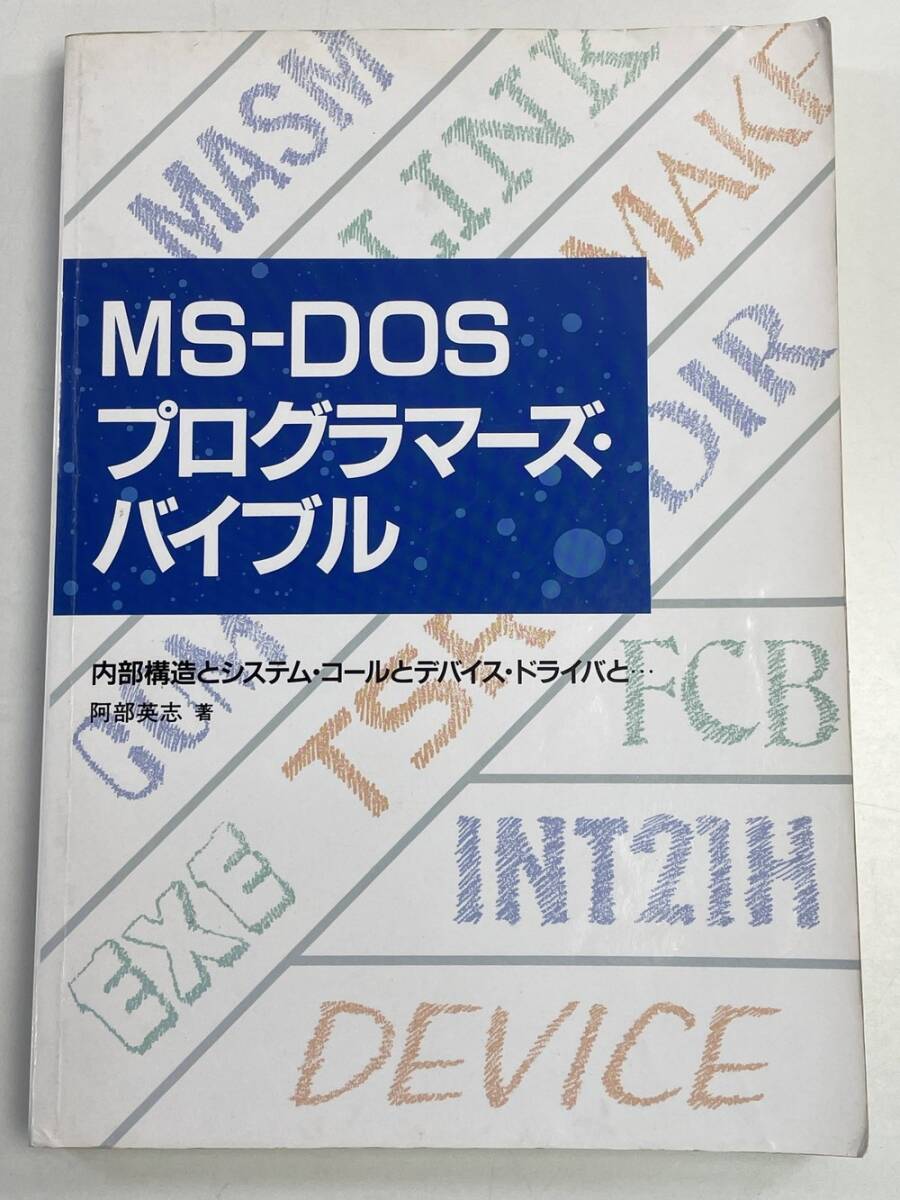 MASM
LINK
MAKE
DIR
MS-DOS
プログラマーズ・
バイブル
内部構造とシステム・コールとデバイス・ドライバと…
阿部英志 著
COM
TSR
FCB
EXE
INT21H
DEVICE